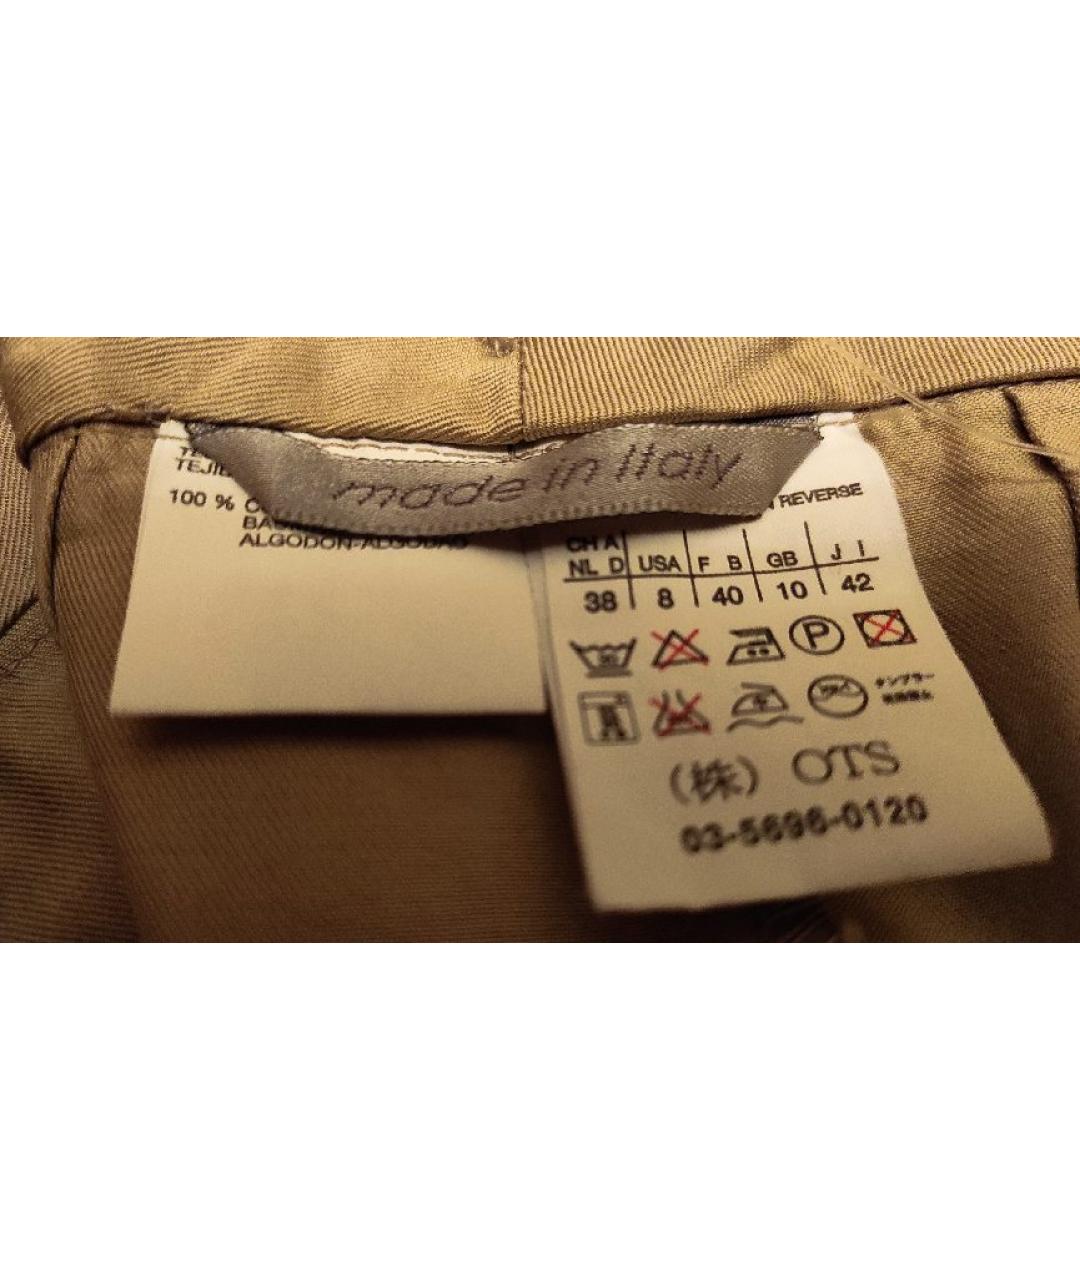 made in Italy
100 %
ALGODON-ALGODAO
REVERSE
CH A
NL D USA F B GB J I
38 8 40 10 42
P
(株) OTS
03-5696-0120